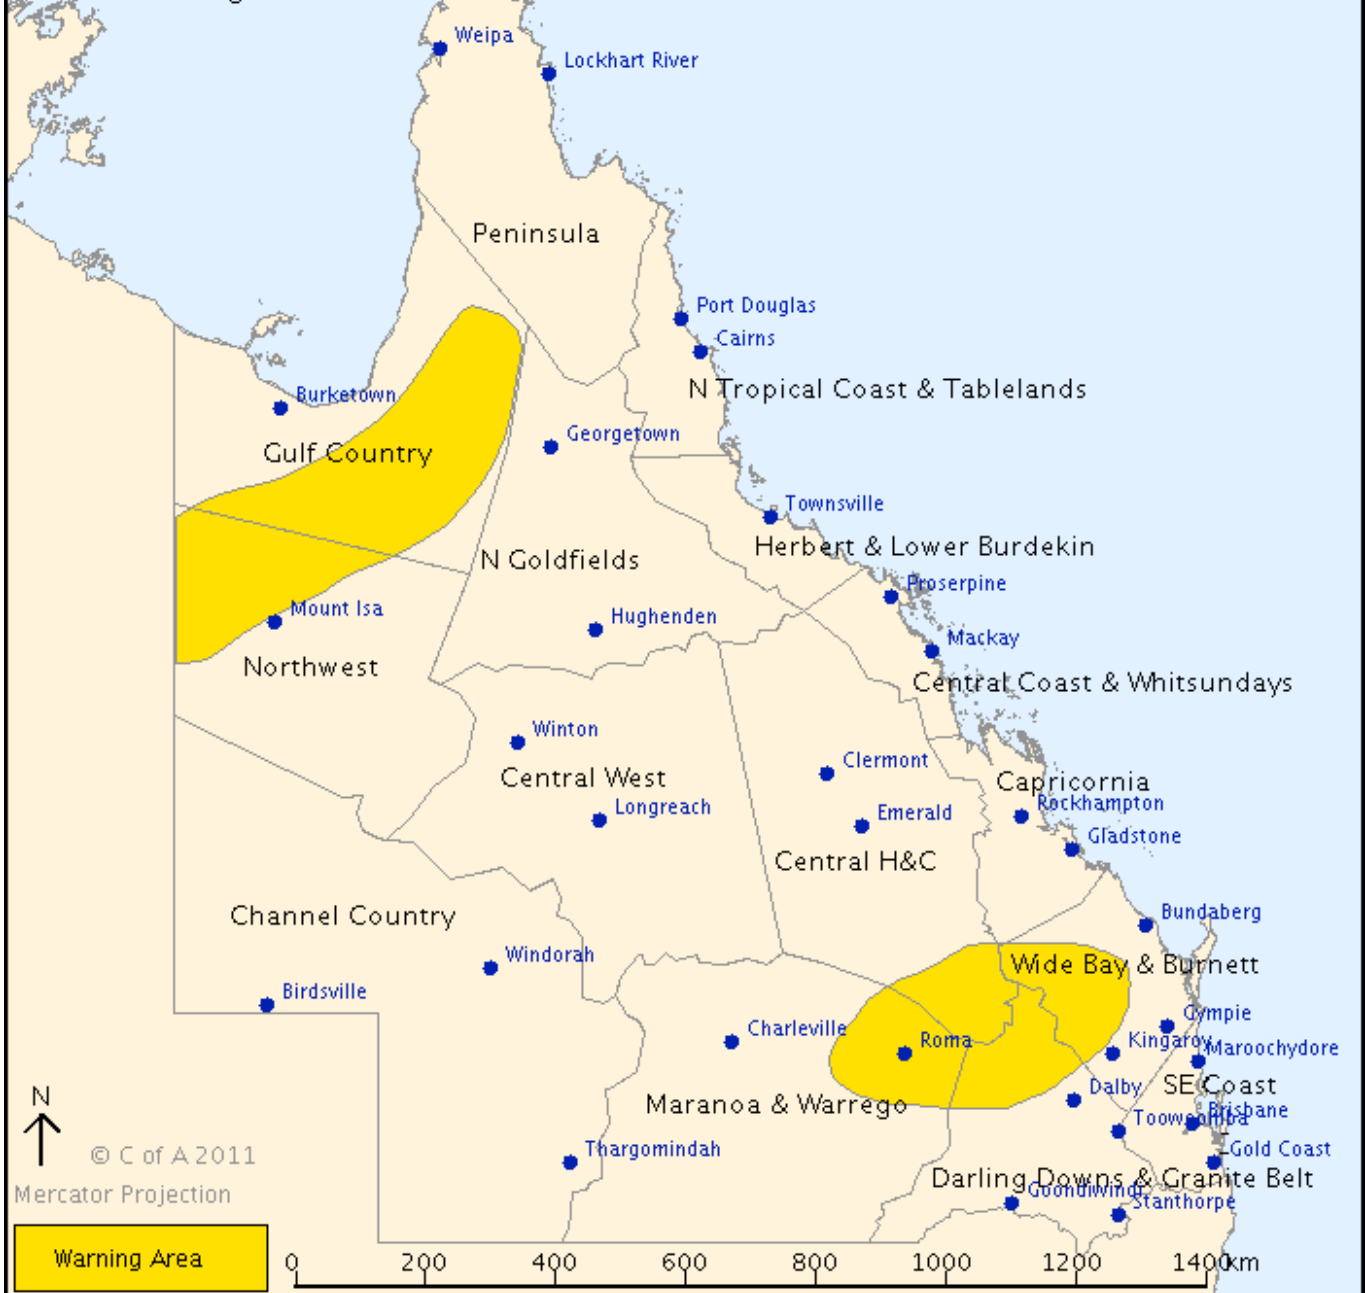 Weipa
Lockhart River
Peninsula
Port Douglas
Cairns
N Tropical Coast & Tablelands
Burketown
Georgetown
Gulf Country
Townsville
Herbert & Lower Burdekin
N Goldfields
Proserpine
Mount Isa
Hughenden
Mackay
Northwest
Central Coast & Whitsundays
Winton
Clermont
Central West
Capricornia
Longreach
Rockhampton
Emerald
Gladstone
Central H&C
Channel Country
Bundaberg
Windorah
Wide Bay & Burnett
Birdsville
Gympie
Charleville
Roma
Kingaroy
Maroochydore
SE Coast
Dalby
N
Maranoa & Warrego
Brisbane
Toowoomba
© C of A 2011
Thargomindah
Gold Coast
Darling Downs & Granite Belt
Mercator Projection
Goondiwindi
Stanthorpe
Warning Area
0 200 400 600 800 1000 1200 1400km